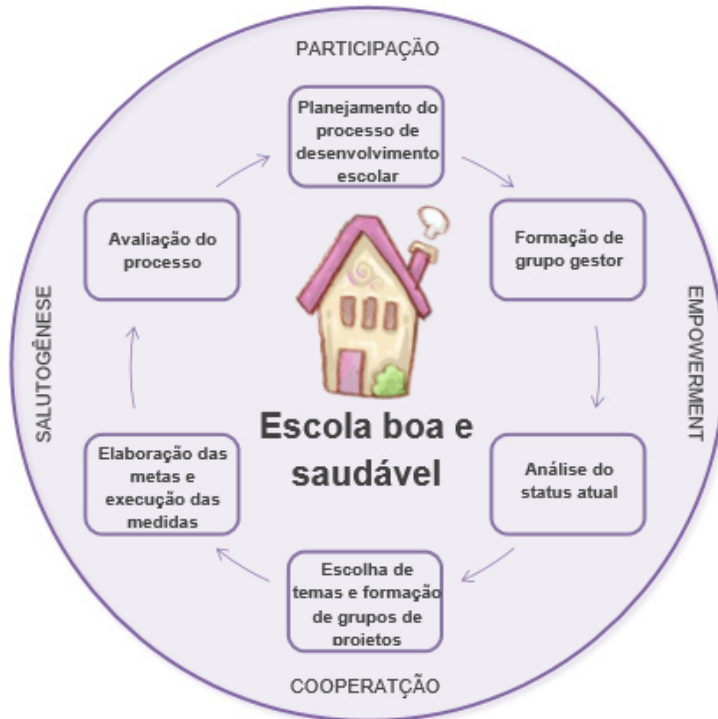 PARTICIPAÇÃO
Planejamento do
processo de
desenvolvimento
escolar
Formação de
grupo gestor
Análise do
status atual
Escolha de
temas e formação
de grupos de
projetos
Elaboração das
metas e
execução das
medidas
Avaliação do
processo
Escola boa e
saudável
SALUTOGÊNESE
EMPOWERMENT
COOPERATÇÃO